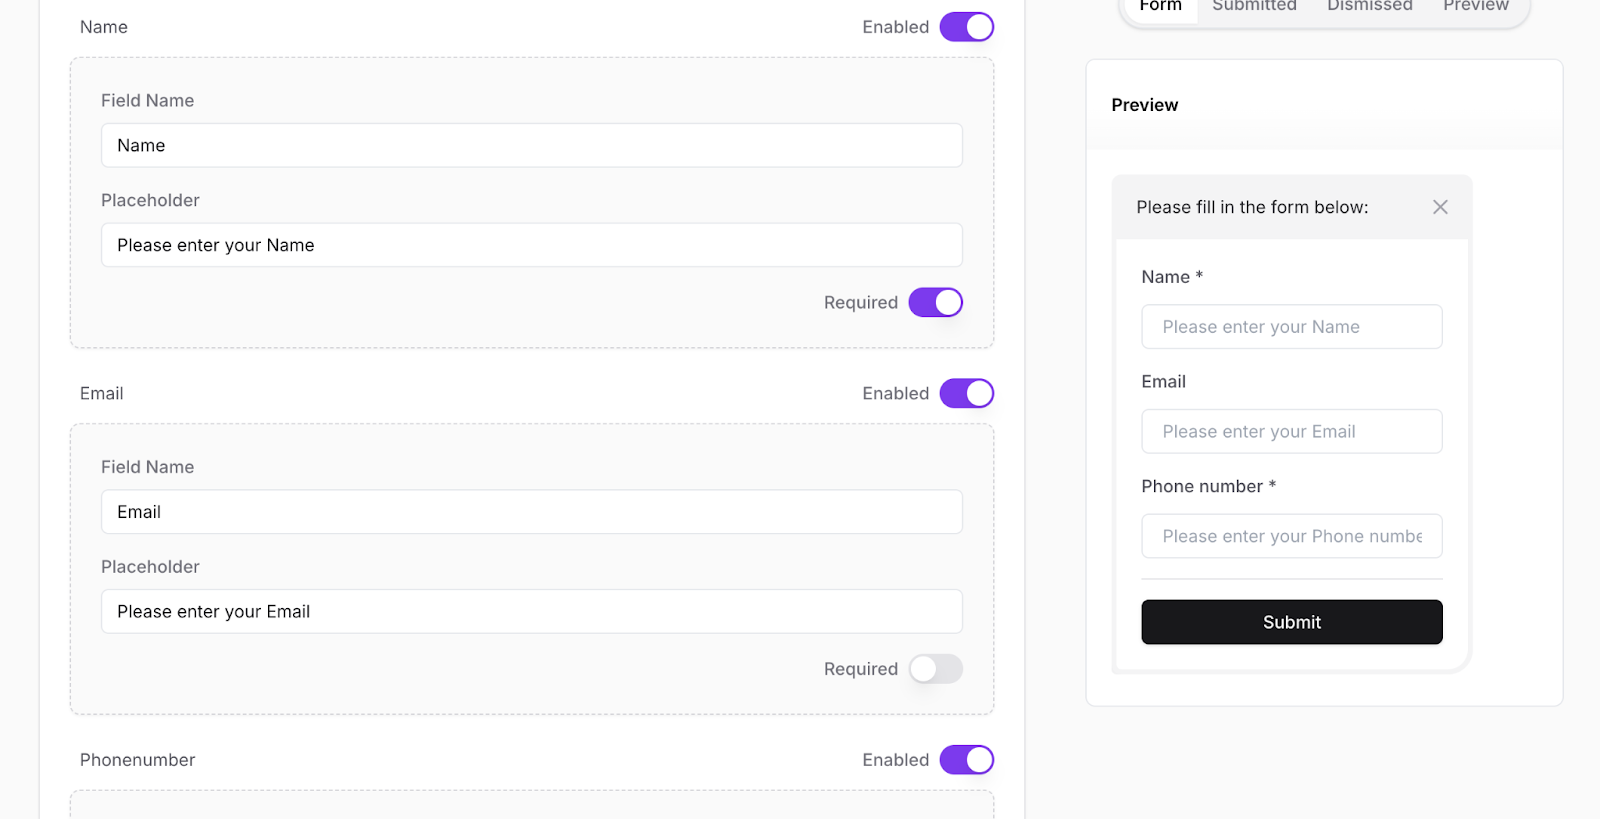 Name
Enabled
Field Name
Name
Placeholder
Please enter your Name
Required
Email
Enabled
Field Name
Email
Placeholder
Please enter your Email
Required
Phonenumber
Enabled
Form Submitted Dismissed Preview
Preview
Please fill in the form below:
Name *
Please enter your Name
Email
Please enter your Email
Phone number *
Please enter your Phone numbe
Submit